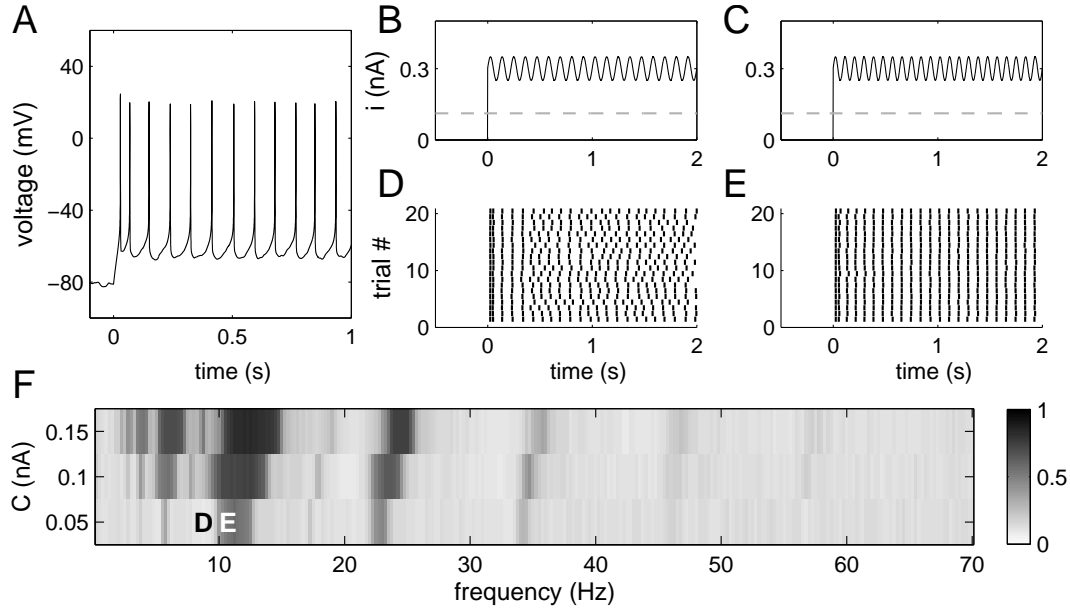 A
voltage (mV)
40
0
−40
−80
0
0.5
1
time (s)
B
i (nA)
0.3
0
0
1
2
C
0.3
0
0
1
2
D
trial #
20
10
0
0
1
2
time (s)
E
20
10
0
0
1
2
time (s)
F
C (nA)
0.15
0.1
0.05
D E
10
20
30
40
50
60
70
frequency (Hz)
1
0.5
0